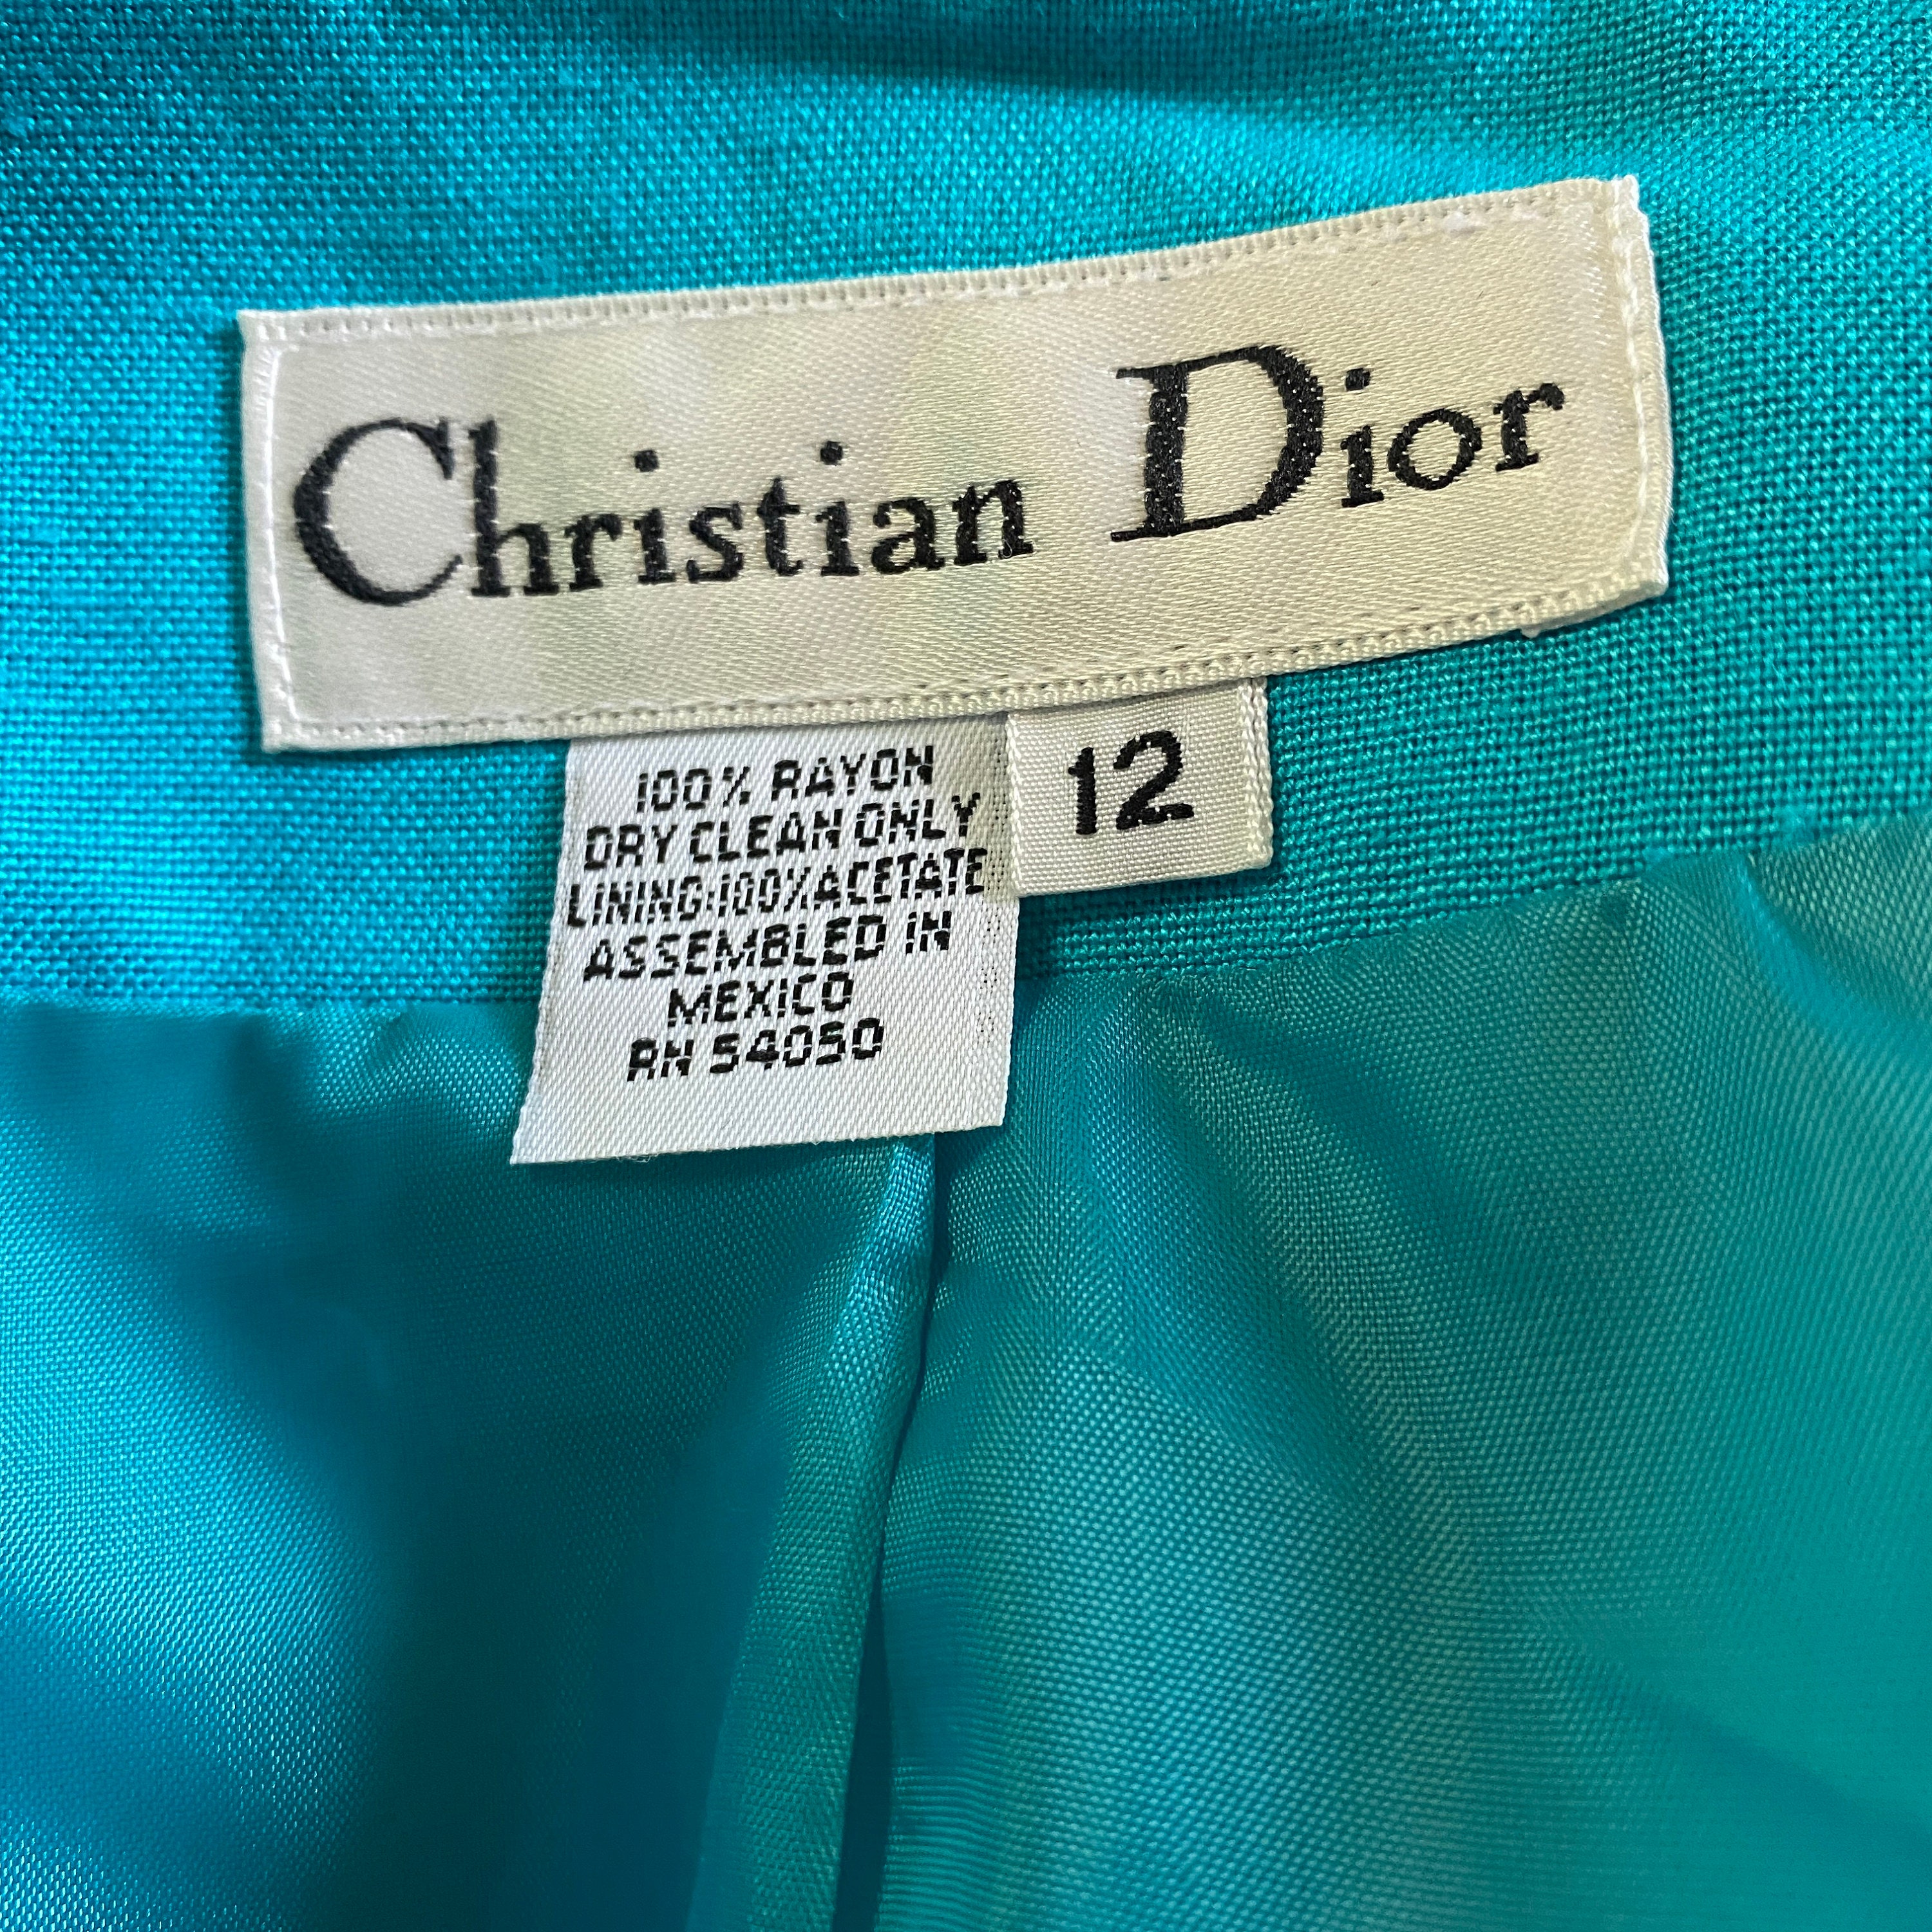 Christian Dior
12
100% RAYON
DRY CLEAN ONLY
LINING:100%ACETATE
ASSEMBLED IN
MEXICO
RN 54050